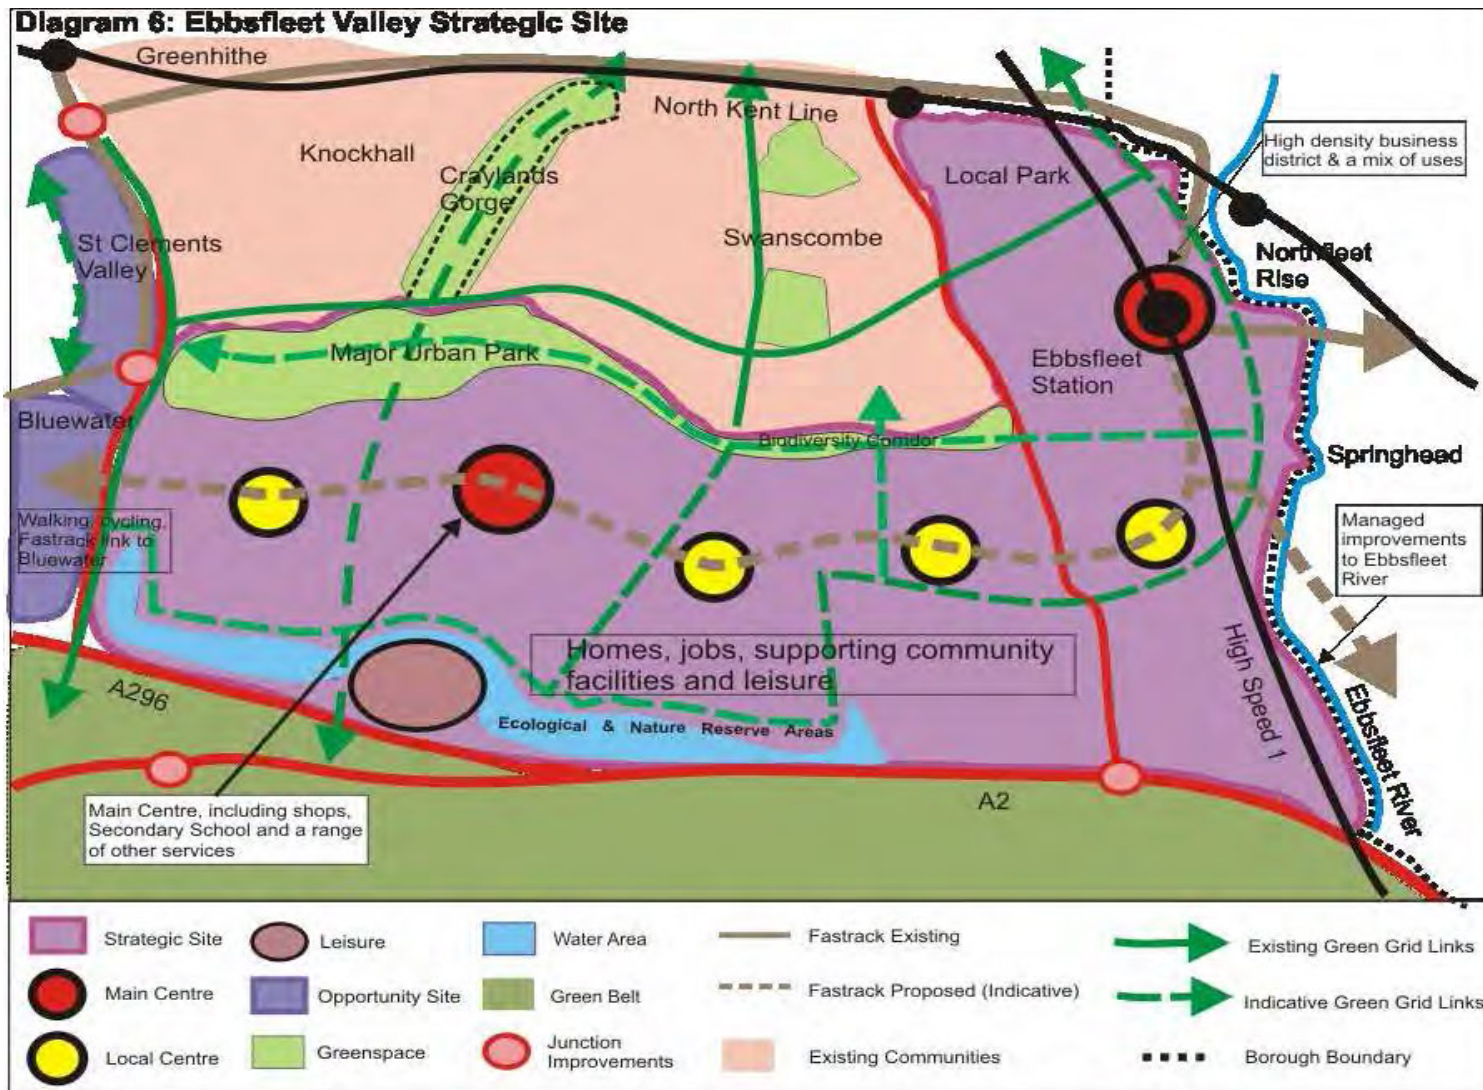 Diagram 6: Ebbsfleet Valley Strategic Site
Greenhithe
North Kent Line
Knockhall
Craylands
Gorge
Local Park
High density business
district & a mix of uses
St Clements
Valley
Swanscombe
Northfleet
Rise
Major Urban Park
Ebbsfleet
Station
Bluewater
Biodiversity Corridor
Springhead
Walking, cycling,
Fastrack link to
Bluewater
Managed
improvements
to Ebbsfleet
River
Homes, jobs, supporting community
facilities and leisure
High Speed 1
Ebbsfleet River
A296
Ecological & Nature Reserve Areas
A2
Main Centre, including shops,
Secondary School and a range
of other services
Strategic Site
Leisure
Water Area
Fastrack Existing
Existing Green Grid Links
Main Centre
Opportunity Site
Green Belt
Fastrack Proposed (Indicative)
Indicative Green Grid Links
Local Centre
Greenspace
Junction
Improvements
Existing Communities
Borough Boundary